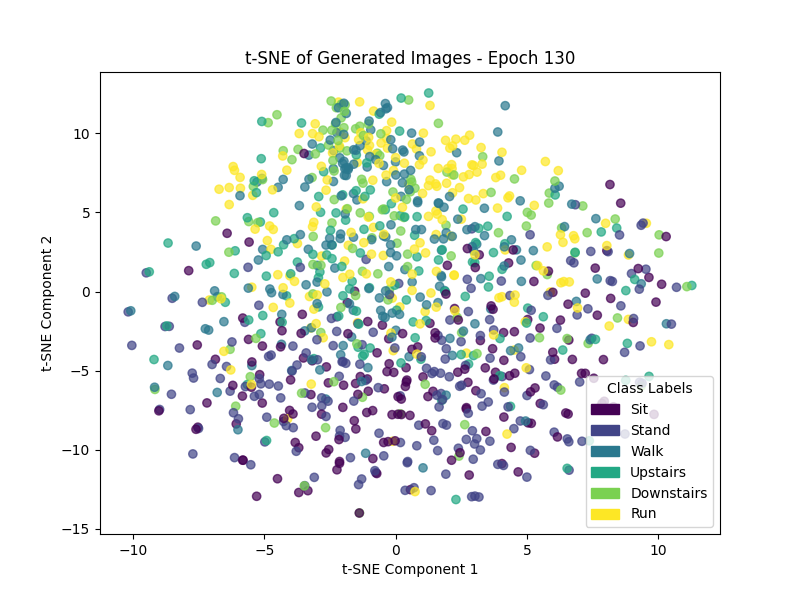 t-SNE of Generated Images - Epoch 130
t-SNE Component 2
10
5
0
−5
−10
−15
Class Labels
Sit
Stand
Walk
Upstairs
Downstairs
Run
−10
−5
0
5
10
t-SNE Component 1